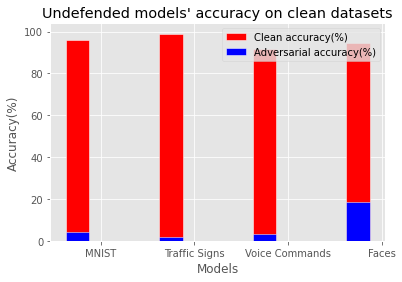 Undefended models' accuracy on clean datasets
Clean accuracy(%)
Adversarial accuracy(%)
Accuracy(%)
100
80
60
40
20
0
MNIST Traffic Signs Voice Commands Faces
Models